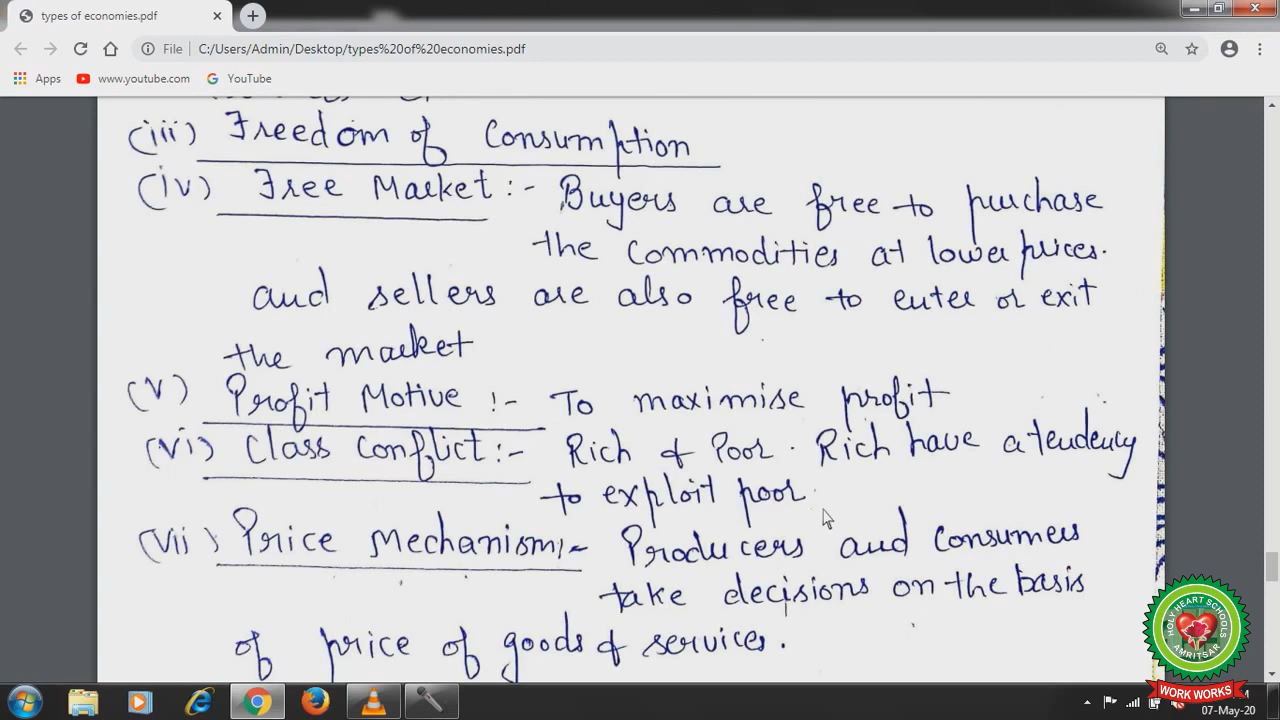 types of economies.pdf
File C:/Users/Admin/Desktop/types%20of%20economies.pdf
Apps www.youtube.com YouTube
(iii) Freedom of Consumption
(iv) Free Market :- Buyers are free to purchase
the commodities at lower prices.
and sellers are also free to enter or exit
the market
(v) Profit Motive :- To maximise profit
(vi) Class Conflict :- Rich & Poor. Rich have a tendency
to exploit poor.
(vii) Price Mechanism :- Producers and consumers
take decisions on the basis
of price of goods & services.
HOLY HEART SCHOOLS
AMRITSAR
WORK WORKS
07-May-20